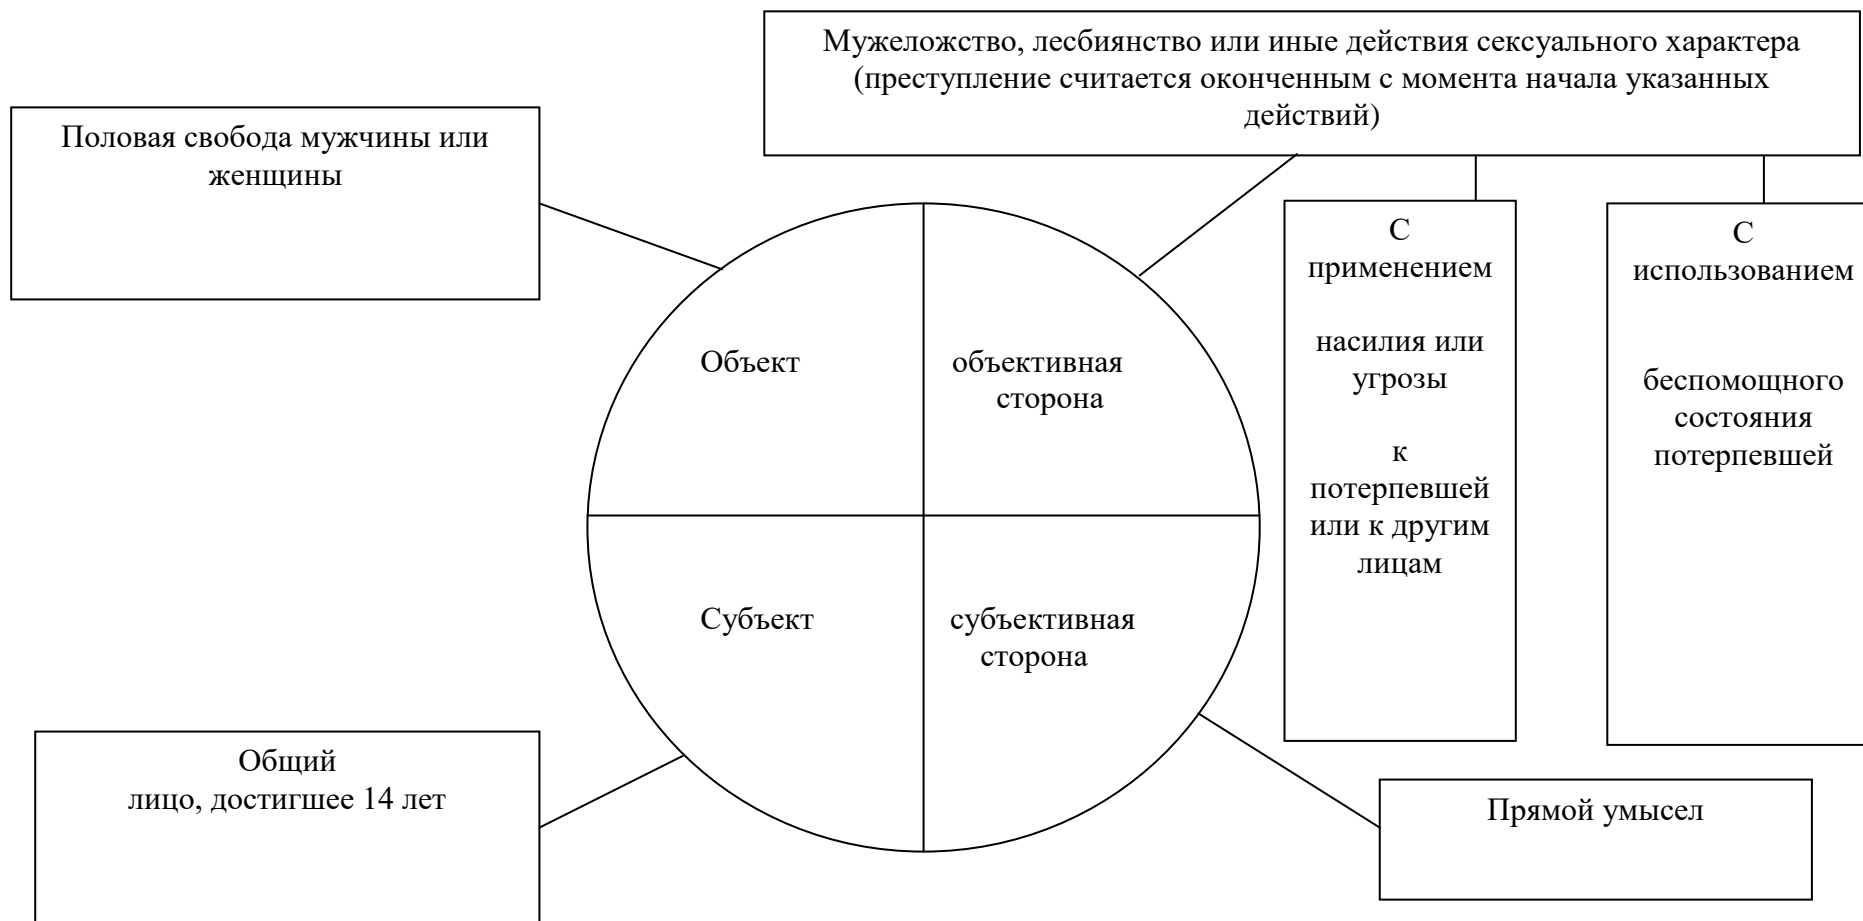 Мужеложство, лесбиянство или иные действия сексуального характера
(преступление считается оконченным с момента начала указанных
действий)
Половая свобода мужчины или
женщины
С
применением
насилия или
угрозы
к
потерпевшей
или к другим
лицам
С
использованием
беспомощного
состояния
потерпевшей
Объект
объективная
сторона
Субъект
субъективная
сторона
Общий
лицо, достигшее 14 лет
Прямой умысел